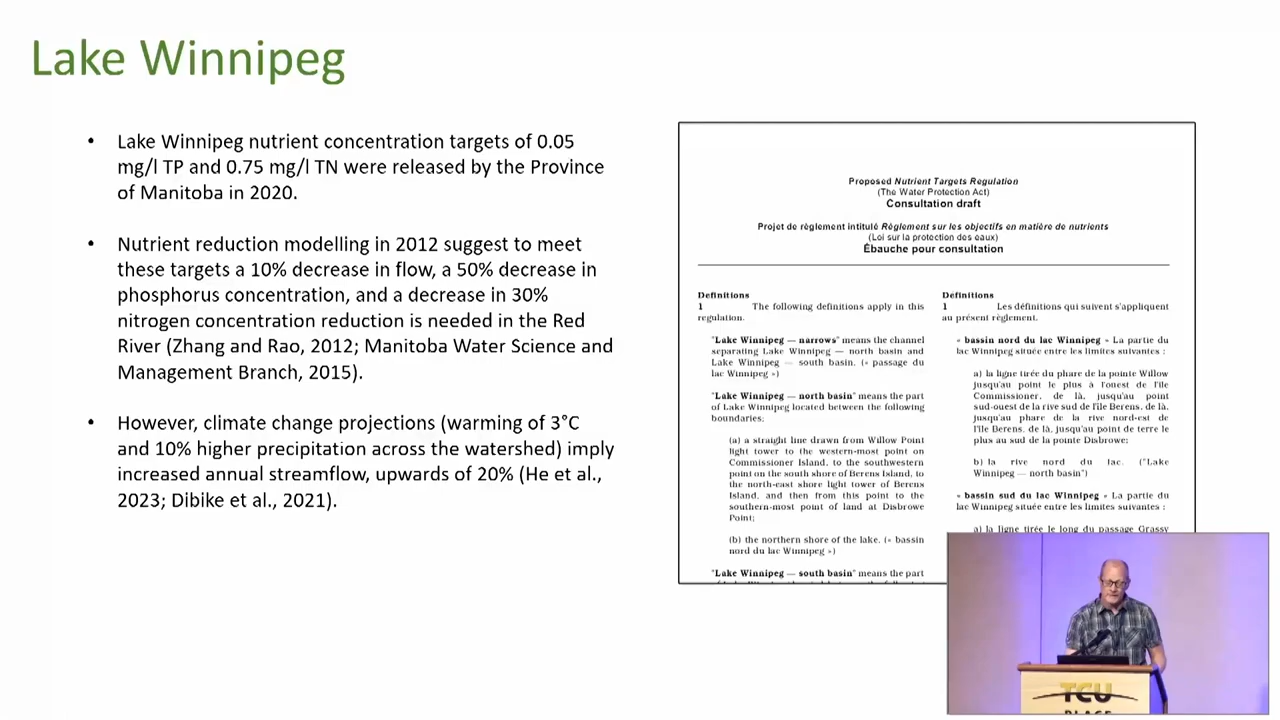 Lake Winnipeg
• Lake Winnipeg nutrient concentration targets of 0.05
mg/l TP and 0.75 mg/l TN were released by the Province
of Manitoba in 2020.
• Nutrient reduction modelling in 2012 suggest to meet
these targets a 10% decrease in flow, a 50% decrease in
phosphorus concentration, and a decrease in 30%
nitrogen concentration reduction is needed in the Red
River (Zhang and Rao, 2012; Manitoba Water Science and
Management Branch, 2015).
• However, climate change projections (warming of 3°C
and 10% higher precipitation across the watershed) imply
increased annual streamflow, upwards of 20% (He et al.,
2023; Dibike et al., 2021).
Proposed Nutrient Targets Regulation
(The Water Protection Act)
Consultation draft
Projet de règlement intitulé Règlement sur les objectifs en matière de nutrients
(Loi sur la protection des eaux)
Ébauche pour consultation
Definitions
1 The following definitions apply in this
regulation.
"Lake Winnipeg — narrows" means the channel
separating Lake Winnipeg — north basin and
Lake Winnipeg — south basin. (« passage du
lac Winnipeg »)
"Lake Winnipeg — north basin" means the part
of Lake Winnipeg located between the following
boundaries:
(a) a straight line drawn from Willow Point
light tower to the western-most point on
Commissioner Island, to the southwestern
point on the south shore of Berens Island, to
the north-east shore light tower of Berens
Island, and then from this point to the
southern-most point of land at Disbrowe
Point;
(b) the northern shore of the lake. (« bassin
nord du lac Winnipeg »)
"Lake Winnipeg — south basin" means the part
Définitions
1 Les définitions qui suivent s'appliquent
au présent règlement.
« bassin nord du lac Winnipeg » La partie du
lac Winnipeg située entre les limites suivantes :
a) la ligne tirée du phare de la pointe Willow
jusqu'au point le plus à l'ouest de l'île
Commissioner, de là, jusqu'au point
sud-ouest de la rive sud de l'île Berens, de là,
jusqu'au phare de la rive nord-est de
l'île Berens, de là, jusqu'au point de terre le
plus au sud de la pointe Disbrowe;
b) la rive nord du lac. ("Lake
Winnipeg — north basin")
« bassin sud du lac Winnipeg » La partie du
lac Winnipeg située entre les limites suivantes :
a) la ligne tirée le long du passage Grassy
TCU
PLACE